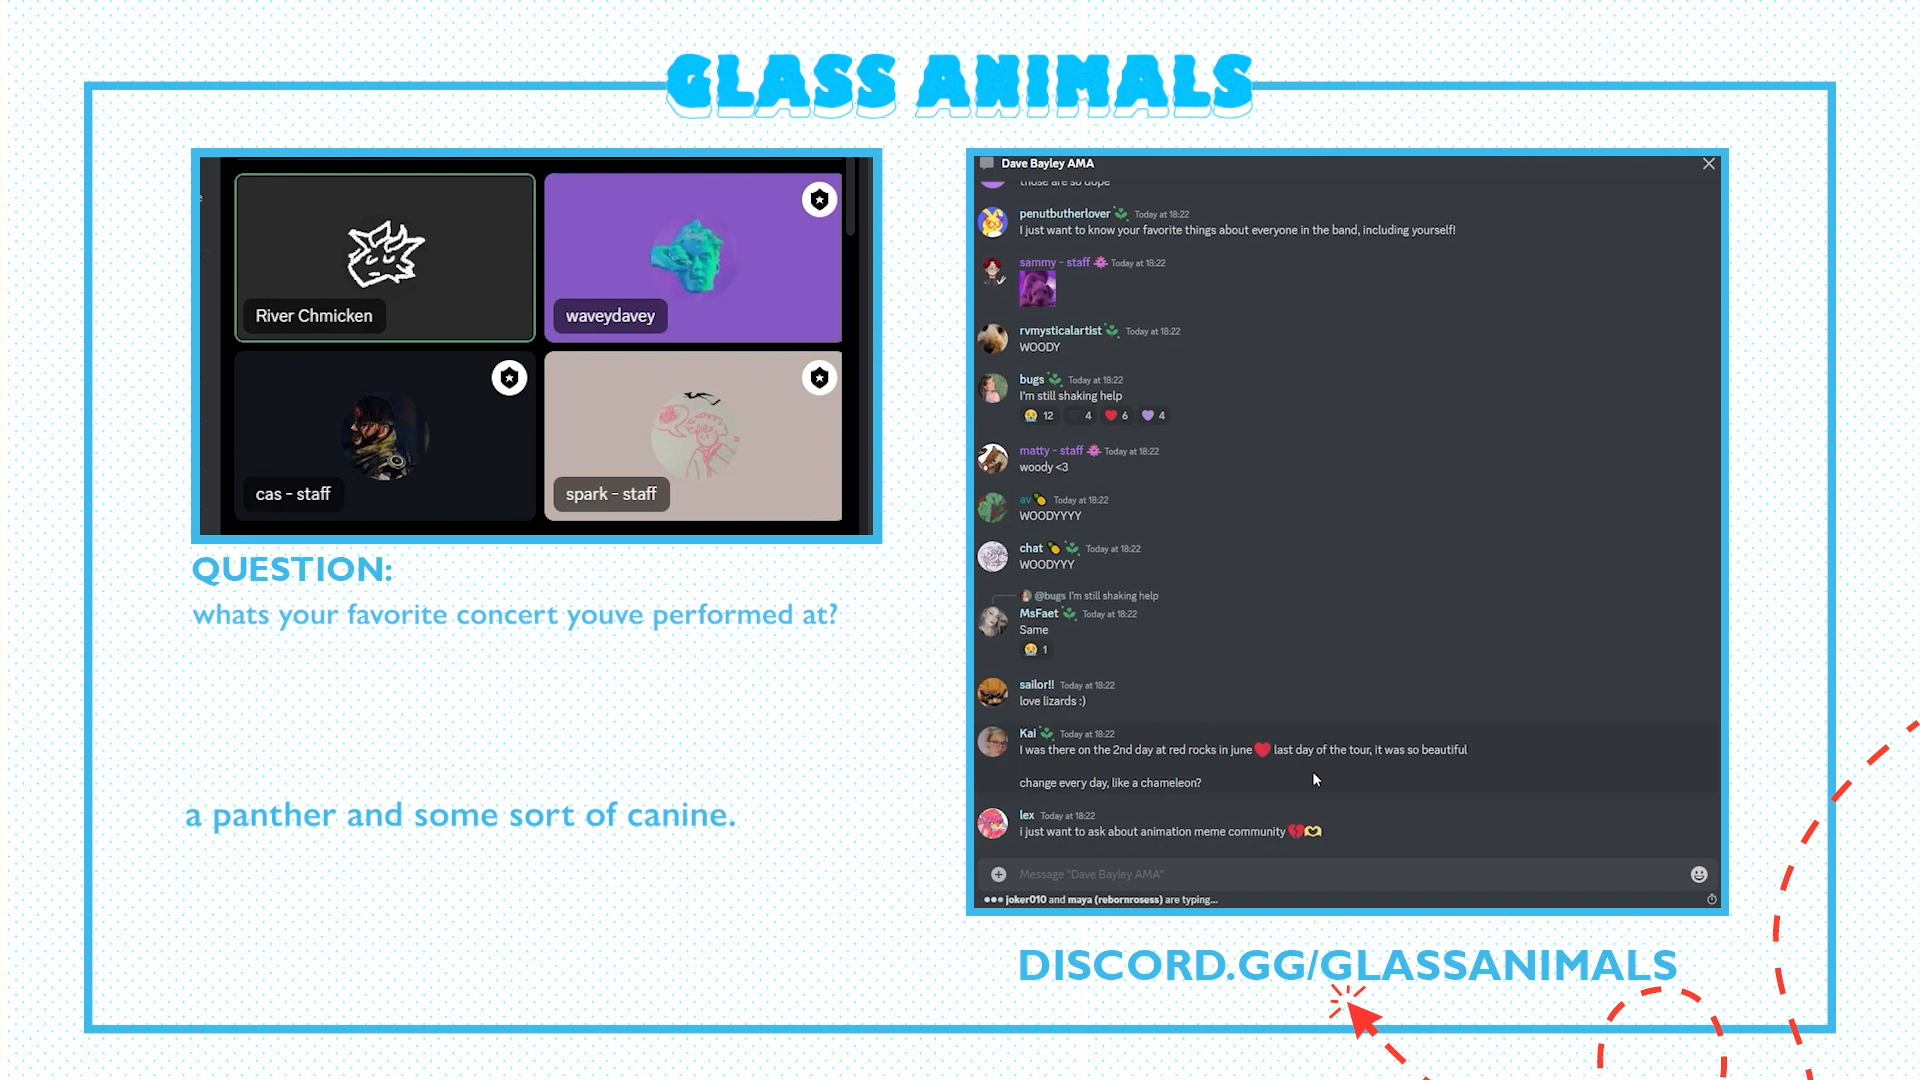 GLASS ANIMALS
River Chmicken
waveydavey
cas - staff
spark - staff
QUESTION:
whats your favorite concert youve performed at?
a panther and some sort of canine.
Dave Bayley AMA
those are so dope
penutbutherlover Today at 18:22
I just want to know your favorite things about everyone in the band, including yourself!
sammy - staff Today at 18:22
rvmysticalartist Today at 18:22
WOODY
bugs Today at 18:22
I'm still shaking help
12 4 6 4
matty - staff Today at 18:22
woody <3
av Today at 18:22
WOODYYYY
chat Today at 18:22
WOODYYY
@bugs I'm still shaking help
MsFaet Today at 18:22
Same
1
sailor!! Today at 18:22
love lizards :)
Kai Today at 18:22
I was there on the 2nd day at red rocks in june ❤️ last day of the tour, it was so beautiful
change every day, like a chameleon?
lex Today at 18:22
i just want to ask about animation meme community 💔🫶
Message "Dave Bayley AMA"
joker010 and maya (rebornrosess) are typing...
DISCORD.GG/GLASSANIMALS